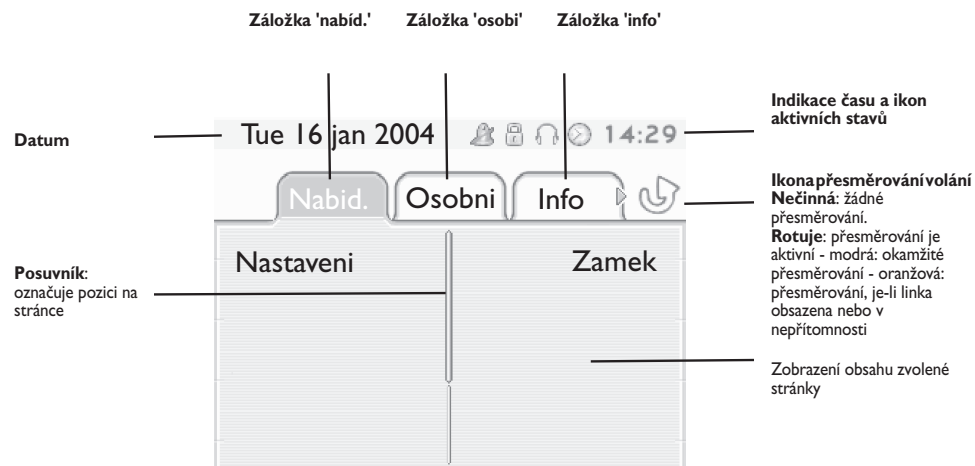 Záložka 'nabíd.' Záložka 'osobi' Záložka 'info'
Datum
Tue 16 jan 2004 14:29
Indikace času a ikon
aktivních stavů
Nabid. Osobni Info
Ikonapřesměrovánívolání
Nečinná: žádné
přesměrování.
Rotuje: přesměrování je
aktivní - modrá: okamžité
přesměrování - oranžová:
přesměrování, je-li linka
obsazena nebo v
nepřítomnosti
Nastaveni Zamek
Posuvník:
označuje pozici na
stránce
Zobrazení obsahu zvolené
stránky